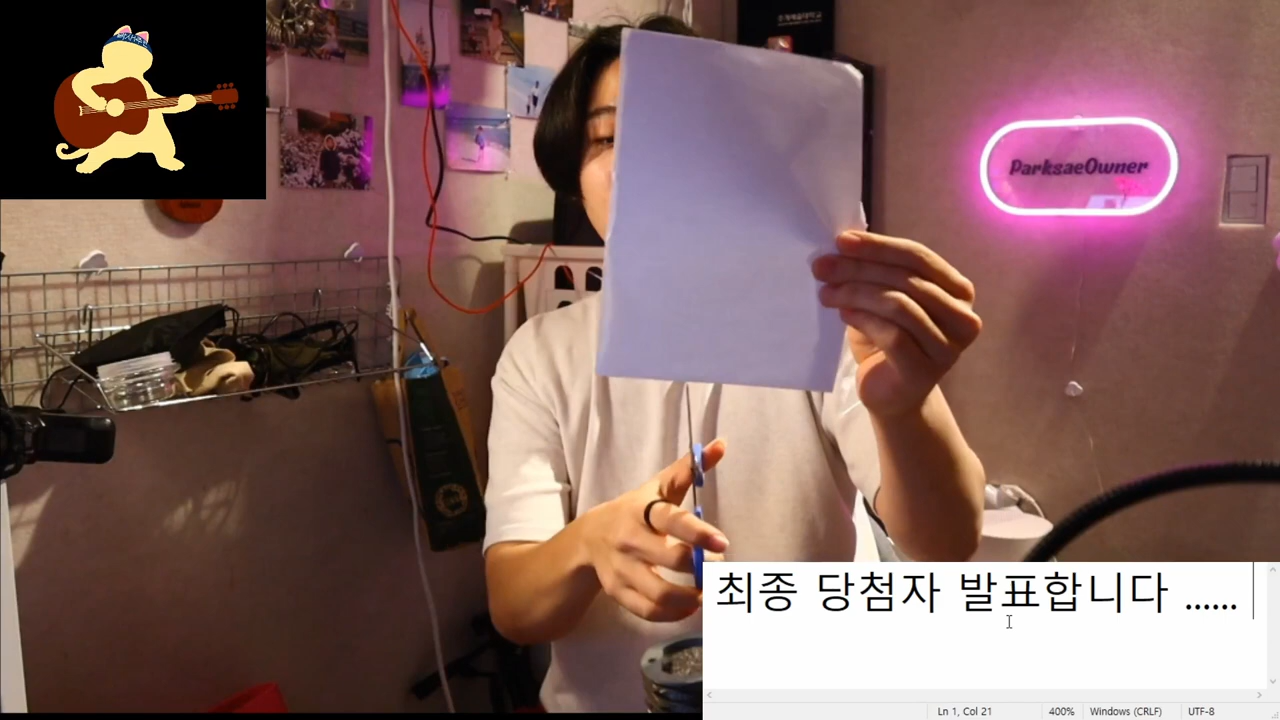 ParksaeOwner
최종 당첨자 발표합니다 ......
Ln 1, Col 21 400% Windows (CRLF) UTF-8